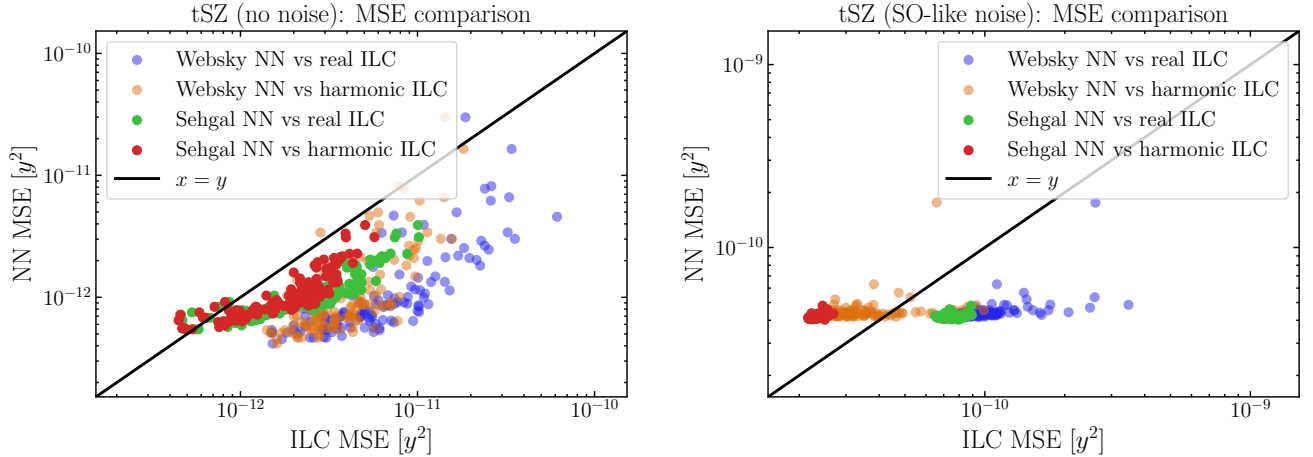 tSZ (no noise): MSE comparison
10⁻¹⁰
10⁻¹¹
10⁻¹²
NN MSE [y²]
Websky NN vs real ILC
Websky NN vs harmonic ILC
Sehgal NN vs real ILC
Sehgal NN vs harmonic ILC
x = y
10⁻¹²
10⁻¹¹
10⁻¹⁰
ILC MSE [y²]
tSZ (SO-like noise): MSE comparison
10⁻⁹
10⁻¹⁰
NN MSE [y²]
Websky NN vs real ILC
Websky NN vs harmonic ILC
Sehgal NN vs real ILC
Sehgal NN vs harmonic ILC
x = y
10⁻¹⁰
10⁻⁹
ILC MSE [y²]